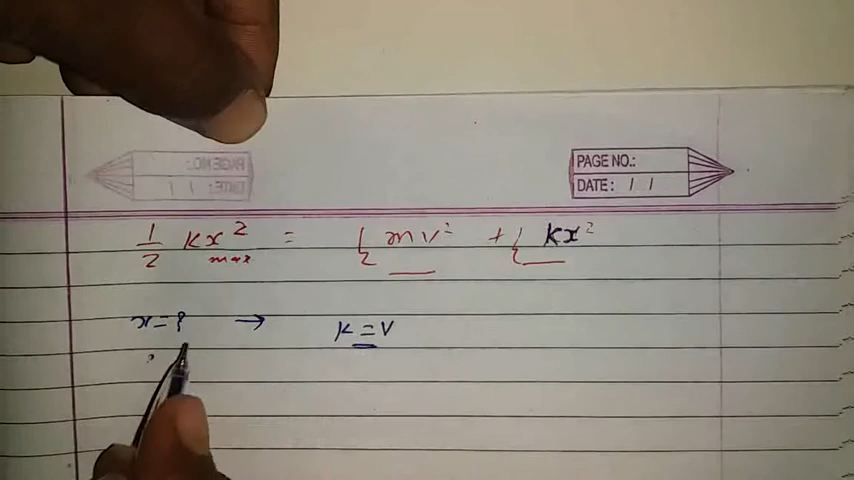 PAGE NO.:
DATE: / /
1/2 kx²max = 1/2 mv² + 1/2 kx²
x=? → K=V